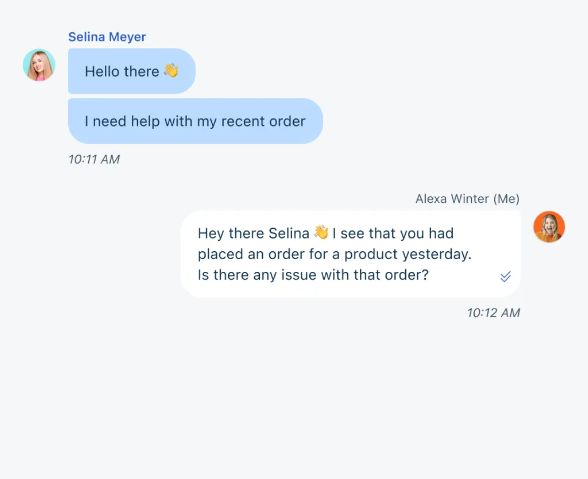 Selina Meyer
Hello there 👋
I need help with my recent order
10:11 AM
Alexa Winter (Me)
Hey there Selina 👋 I see that you had
placed an order for a product yesterday.
Is there any issue with that order?
10:12 AM